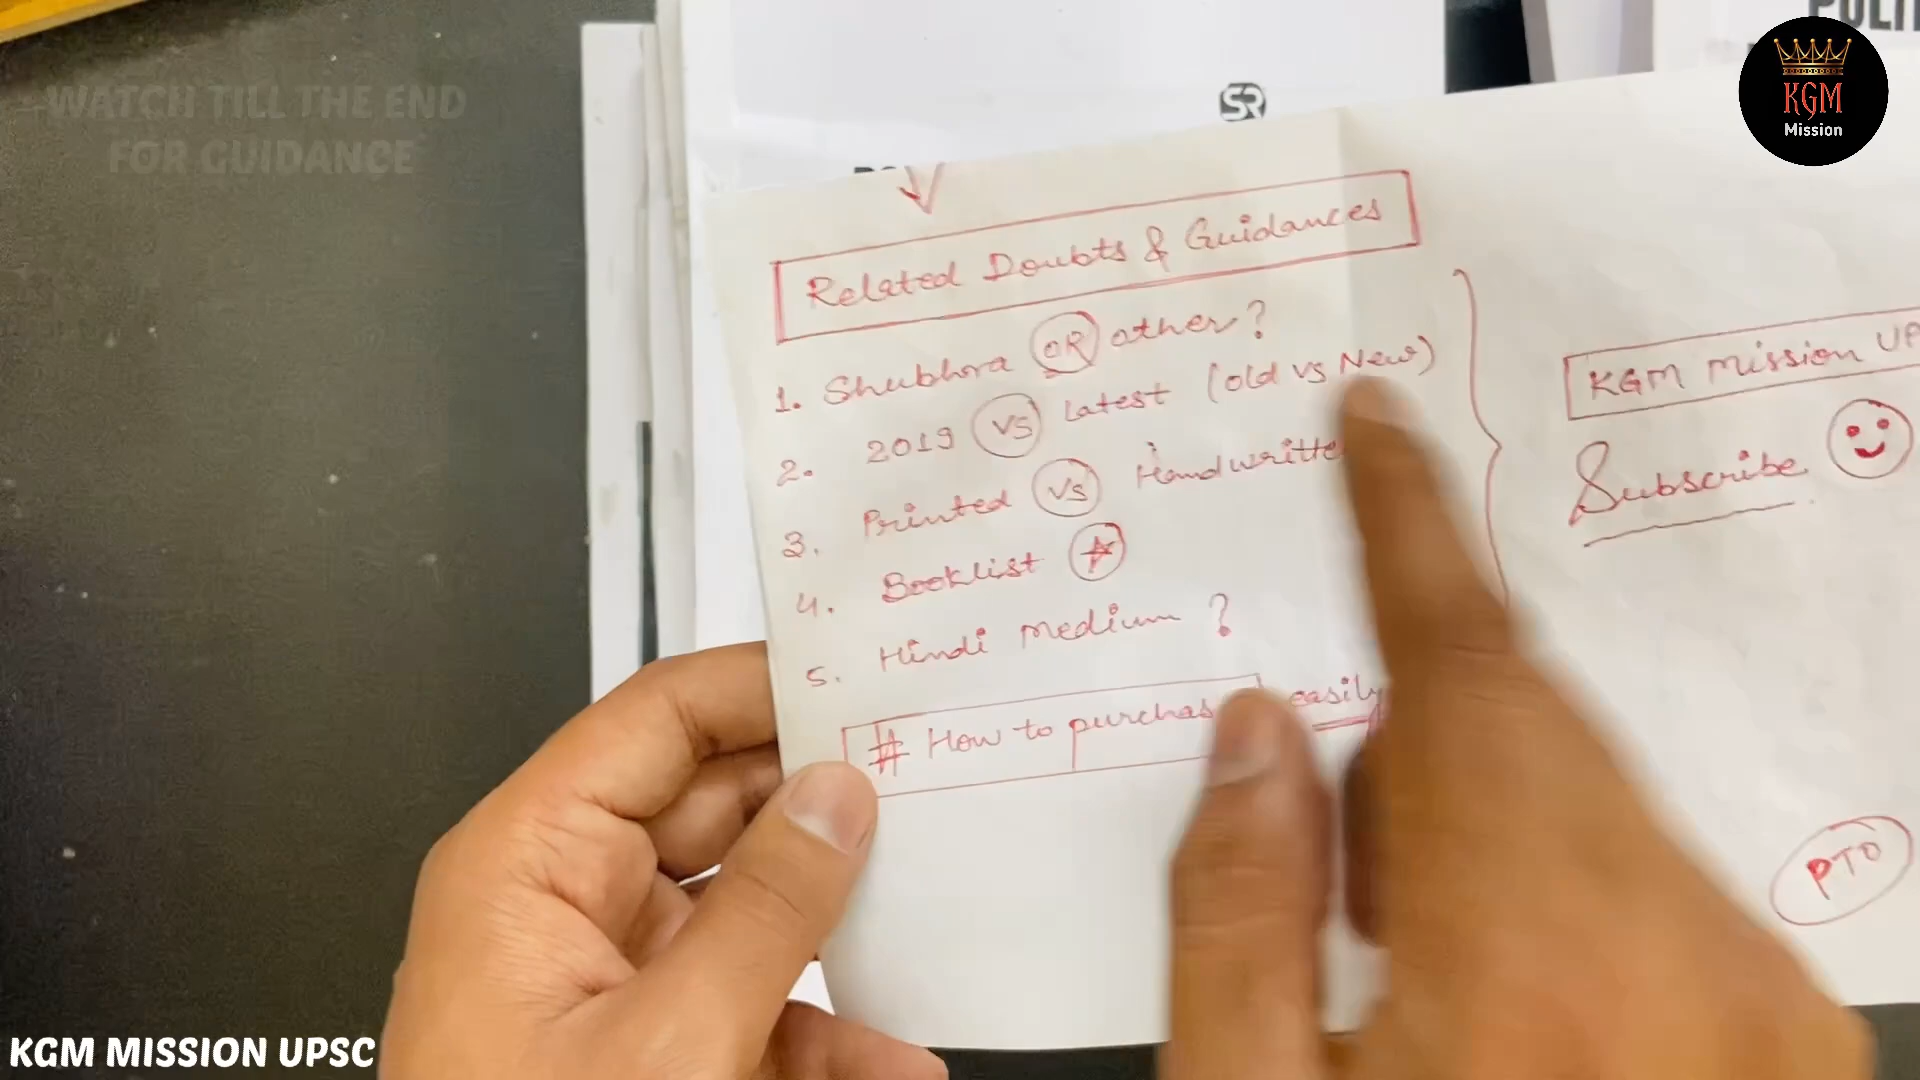 WATCH TILL THE END
FOR GUIDANCE
SR
KGM
Mission
Related Doubts & Guidances
1. Shubhra OR other?
2. 2019 VS Latest (old vs New)
3. Printed VS Handwritte
4. Booklist
5. Hindi Medium ?
# How to purchas easily
KGM Mission UP
Subscribe
PTO
KGM MISSION UPSC